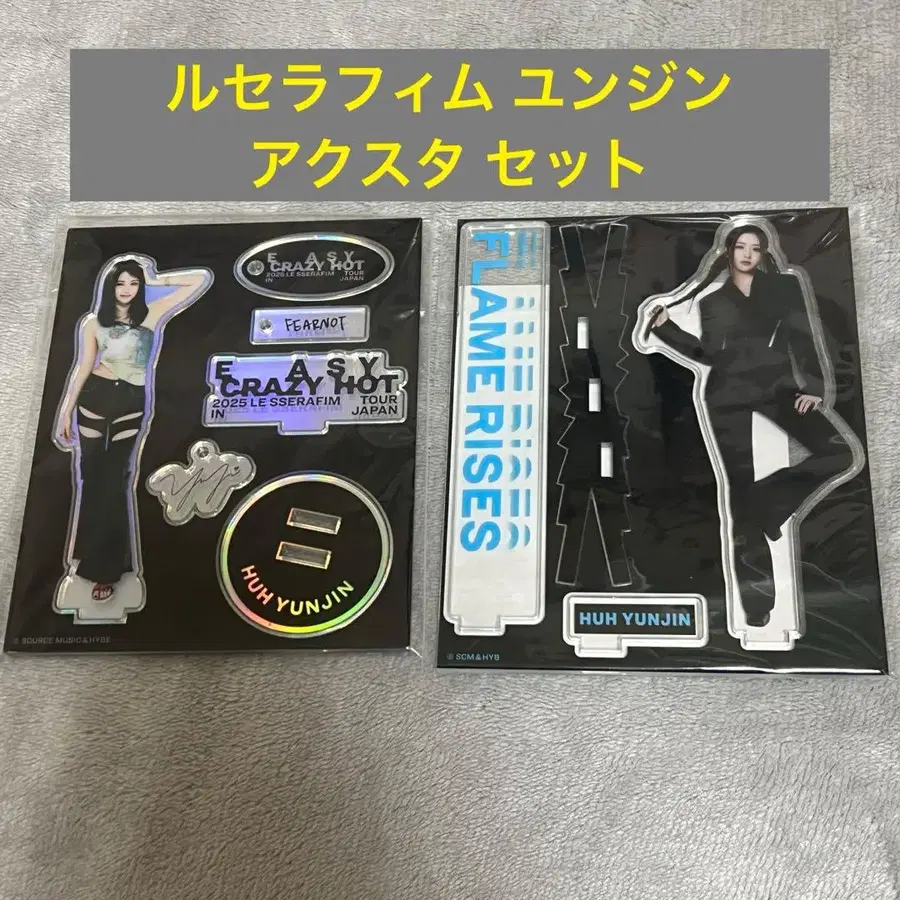 ルセラフィム ユンジン
アクスタ セット
E A S Y
CRAZY HOT
2025 LE SSERAFIM TOUR
IN JAPAN
FEARNOT
E A S Y
CRAZY HOT
2025 LE SSERAFIM TOUR
IN JAPAN
HUH YUNJIN
© SOURCE MUSIC & HYBE
FLAME RISES
HUH YUNJIN
© SCM & HYB